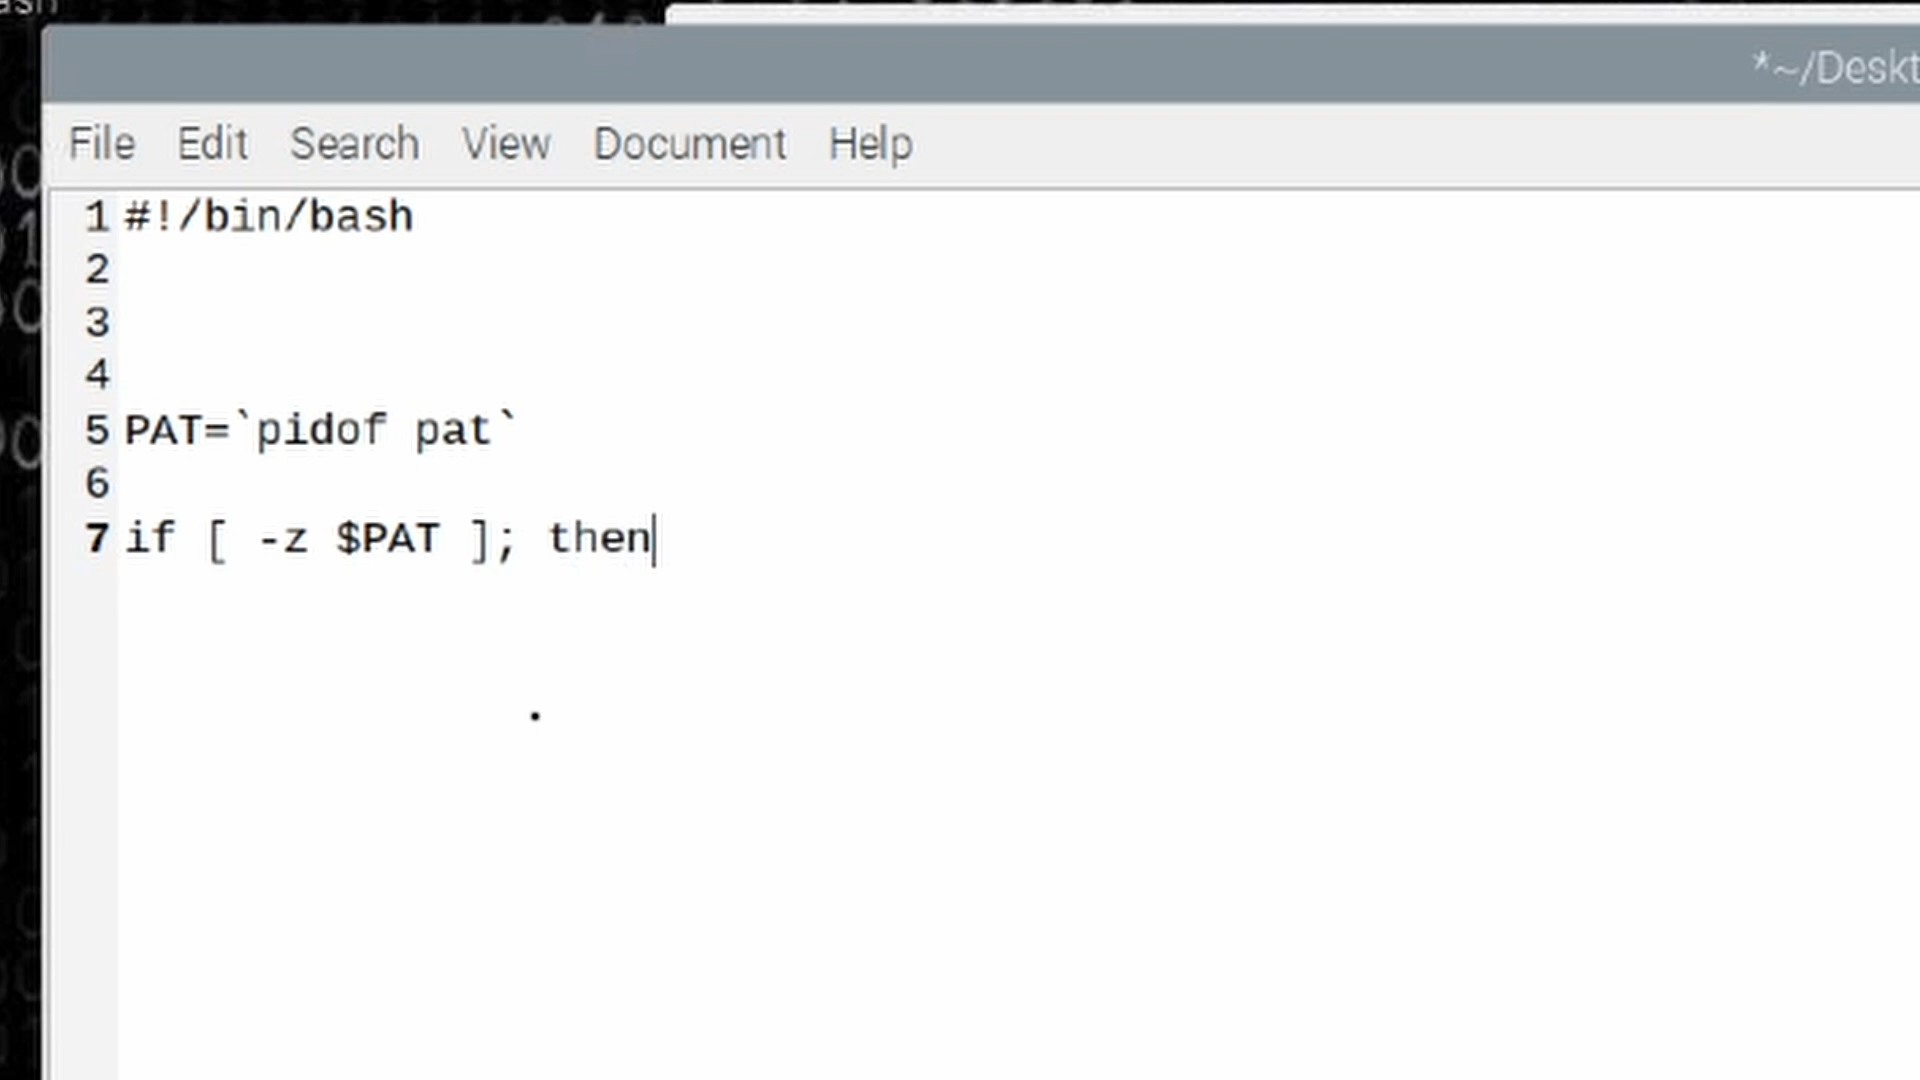 *~/Deskt
File Edit Search View Document Help
1 #!/bin/bash
2
3
4
5 PAT=`pidof pat`
6
7 if [ -z $PAT ]; then